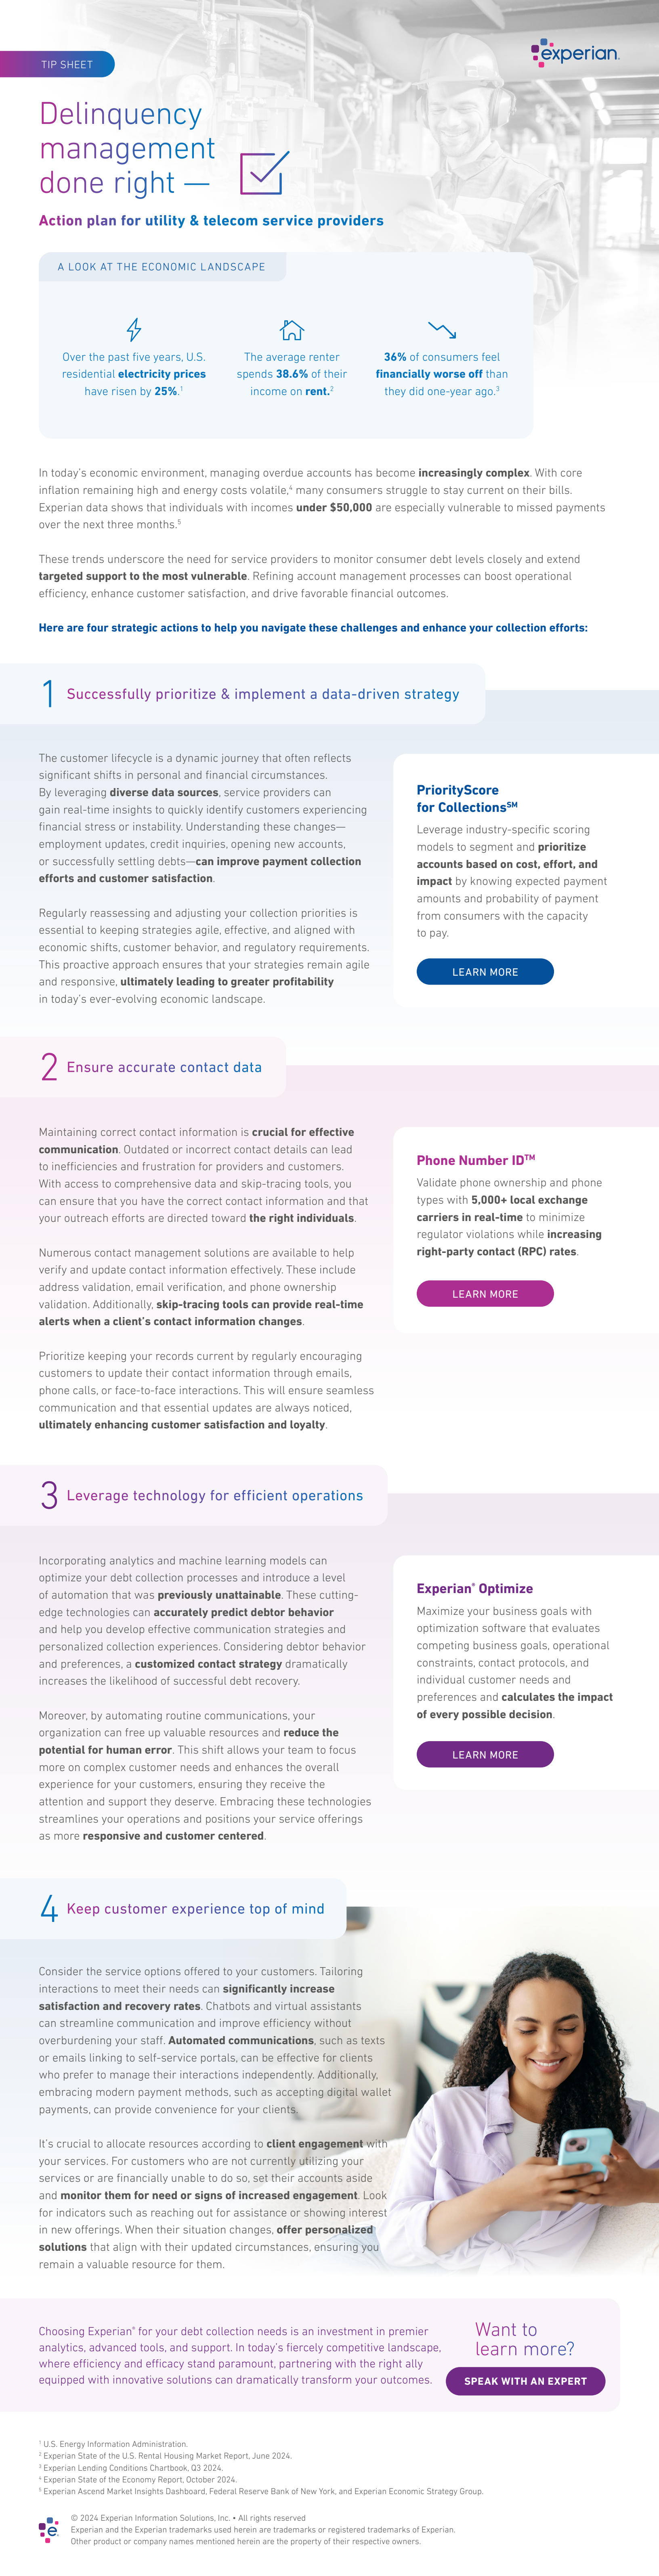 TIP SHEET
experian.
Delinquency
management
done right —
Action plan for utility & telecom service providers
A LOOK AT THE ECONOMIC LANDSCAPE
Over the past five years, U.S.
residential electricity prices
have risen by 25%.1
The average renter
spends 38.6% of their
income on rent.2
36% of consumers feel
financially worse off than
they did one-year ago.3
In today's economic environment, managing overdue accounts has become increasingly complex. With core
inflation remaining high and energy costs volatile,4 many consumers struggle to stay current on their bills.
Experian data shows that individuals with incomes under $50,000 are especially vulnerable to missed payments
over the next three months.5
These trends underscore the need for service providers to monitor consumer debt levels closely and extend
targeted support to the most vulnerable. Refining account management processes can boost operational
efficiency, enhance customer satisfaction, and drive favorable financial outcomes.
Here are four strategic actions to help you navigate these challenges and enhance your collection efforts:
1 Successfully prioritize & implement a data-driven strategy
The customer lifecycle is a dynamic journey that often reflects
significant shifts in personal and financial circumstances.
By leveraging diverse data sources, service providers can
gain real-time insights to quickly identify customers experiencing
financial stress or instability. Understanding these changes—
employment updates, credit inquiries, opening new accounts,
or successfully settling debts—can improve payment collection
efforts and customer satisfaction.
Regularly reassessing and adjusting your collection priorities is
essential to keeping strategies agile, effective, and aligned with
economic shifts, customer behavior, and regulatory requirements.
This proactive approach ensures that your strategies remain agile
and responsive, ultimately leading to greater profitability
in today's ever-evolving economic landscape.
PriorityScore
for CollectionsSM
Leverage industry-specific scoring
models to segment and prioritize
accounts based on cost, effort, and
impact by knowing expected payment
amounts and probability of payment
from consumers with the capacity
to pay.
LEARN MORE
2 Ensure accurate contact data
Maintaining correct contact information is crucial for effective
communication. Outdated or incorrect contact details can lead
to inefficiencies and frustration for providers and customers.
With access to comprehensive data and skip-tracing tools, you
can ensure that you have the correct contact information and that
your outreach efforts are directed toward the right individuals.
Numerous contact management solutions are available to help
verify and update contact information effectively. These include
address validation, email verification, and phone ownership
validation. Additionally, skip-tracing tools can provide real-time
alerts when a client's contact information changes.
Prioritize keeping your records current by regularly encouraging
customers to update their contact information through emails,
phone calls, or face-to-face interactions. This will ensure seamless
communication and that essential updates are always noticed,
ultimately enhancing customer satisfaction and loyalty.
Phone Number ID™
Validate phone ownership and phone
types with 5,000+ local exchange
carriers in real-time to minimize
regulator violations while increasing
right-party contact (RPC) rates.
LEARN MORE
3 Leverage technology for efficient operations
Incorporating analytics and machine learning models can
optimize your debt collection processes and introduce a level
of automation that was previously unattainable. These cutting-
edge technologies can accurately predict debtor behavior
and help you develop effective communication strategies and
personalized collection experiences. Considering debtor behavior
and preferences, a customized contact strategy dramatically
increases the likelihood of successful debt recovery.
Moreover, by automating routine communications, your
organization can free up valuable resources and reduce the
potential for human error. This shift allows your team to focus
more on complex customer needs and enhances the overall
experience for your customers, ensuring they receive the
attention and support they deserve. Embracing these technologies
streamlines your operations and positions your service offerings
as more responsive and customer centered.
Experian® Optimize
Maximize your business goals with
optimization software that evaluates
competing business goals, operational
constraints, contact protocols, and
individual customer needs and
preferences and calculates the impact
of every possible decision.
LEARN MORE
4 Keep customer experience top of mind
Consider the service options offered to your customers. Tailoring
interactions to meet their needs can significantly increase
satisfaction and recovery rates. Chatbots and virtual assistants
can streamline communication and improve efficiency without
overburdening your staff. Automated communications, such as texts
or emails linking to self-service portals, can be effective for clients
who prefer to manage their interactions independently. Additionally,
embracing modern payment methods, such as accepting digital wallet
payments, can provide convenience for your clients.
It's crucial to allocate resources according to client engagement with
your services. For customers who are not currently utilizing your
services or are financially unable to do so, set their accounts aside
and monitor them for need or signs of increased engagement. Look
for indicators such as reaching out for assistance or showing interest
in new offerings. When their situation changes, offer personalized
solutions that align with their updated circumstances, ensuring you
remain a valuable resource for them.
Choosing Experian® for your debt collection needs is an investment in premier
analytics, advanced tools, and support. In today's fiercely competitive landscape,
where efficiency and efficacy stand paramount, partnering with the right ally
equipped with innovative solutions can dramatically transform your outcomes.
Want to
learn more?
SPEAK WITH AN EXPERT
1 U.S. Energy Information Administration.
2 Experian State of the U.S. Rental Housing Market Report, June 2024.
3 Experian Lending Conditions Chartbook, Q3 2024.
4 Experian State of the Economy Report, October 2024.
5 Experian Ascend Market Insights Dashboard, Federal Reserve Bank of New York, and Experian Economic Strategy Group.
e.
© 2024 Experian Information Solutions, Inc. • All rights reserved
Experian and the Experian trademarks used herein are trademarks or registered trademarks of Experian.
Other product or company names mentioned herein are the property of their respective owners.